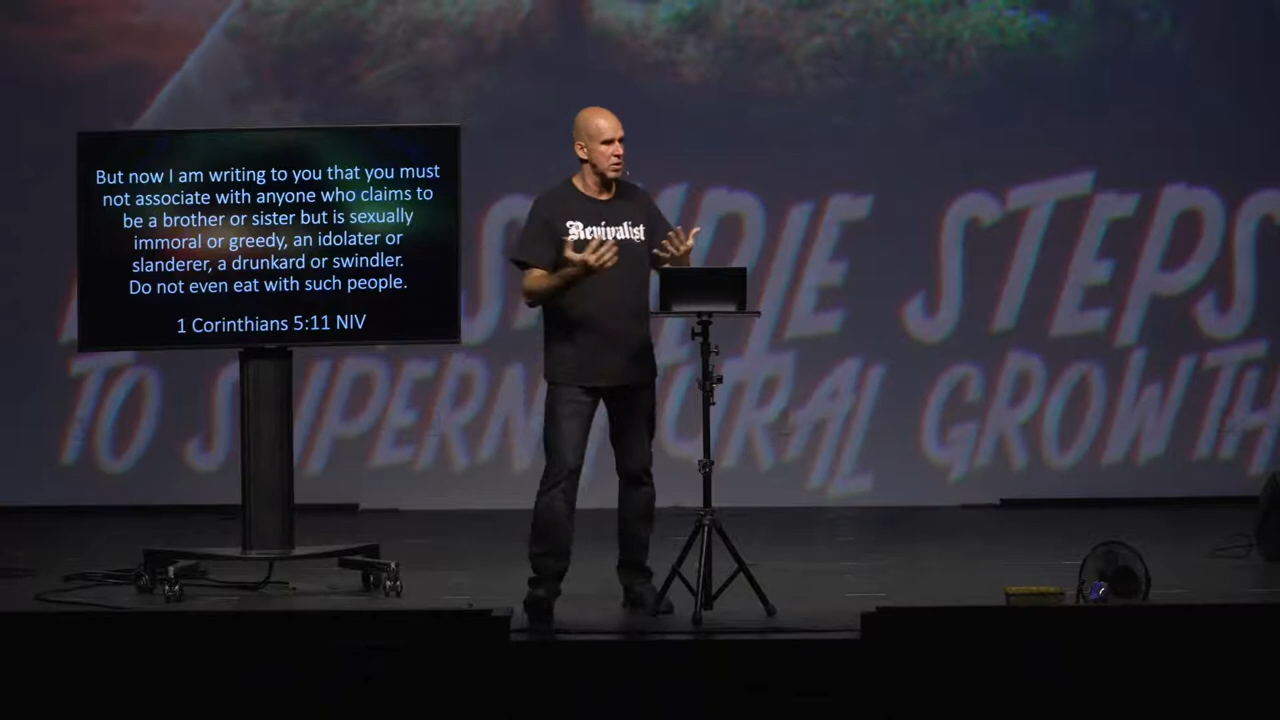 But now I am writing to you that you must
not associate with anyone who claims to
be a brother or sister but is sexually
immoral or greedy, an idolater or
slanderer, a drunkard or swindler.
Do not even eat with such people.
1 Corinthians 5:11 NIV
Revivalist
STEPS
TO SUPERNATURAL GROWTH